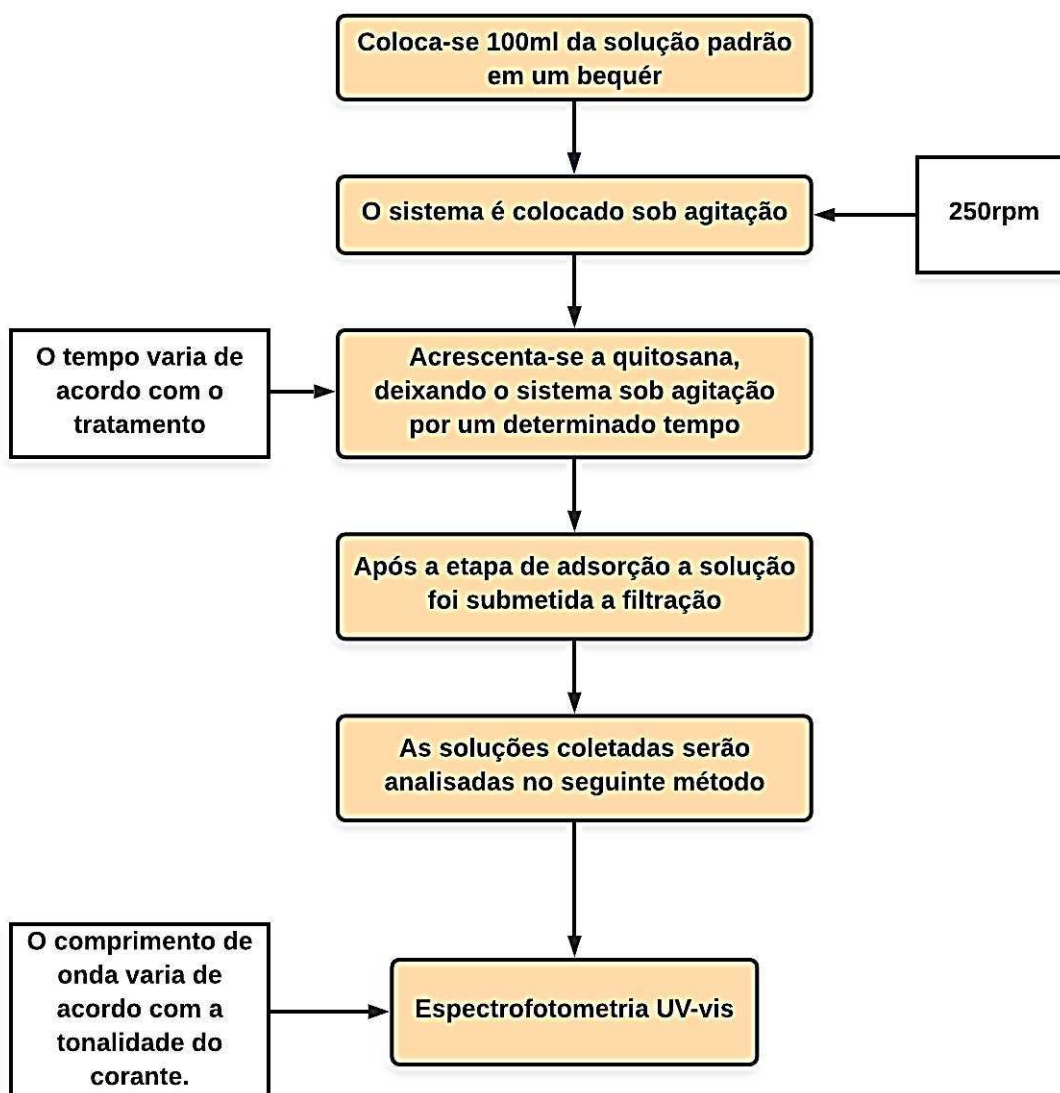 Coloca-se 100ml da solução padrão
em um bequér
O sistema é colocado sob agitação
250rpm
O tempo varia de
acordo com o
tratamento
Acrescenta-se a quitosana,
deixando o sistema sob agitação
por um determinado tempo
Após a etapa de adsorção a solução
foi submetida a filtração
As soluções coletadas serão
analisadas no seguinte método
O comprimento de
onda varia de
acordo com a
tonalidade do
corante.
Espectrofotometria UV-vis